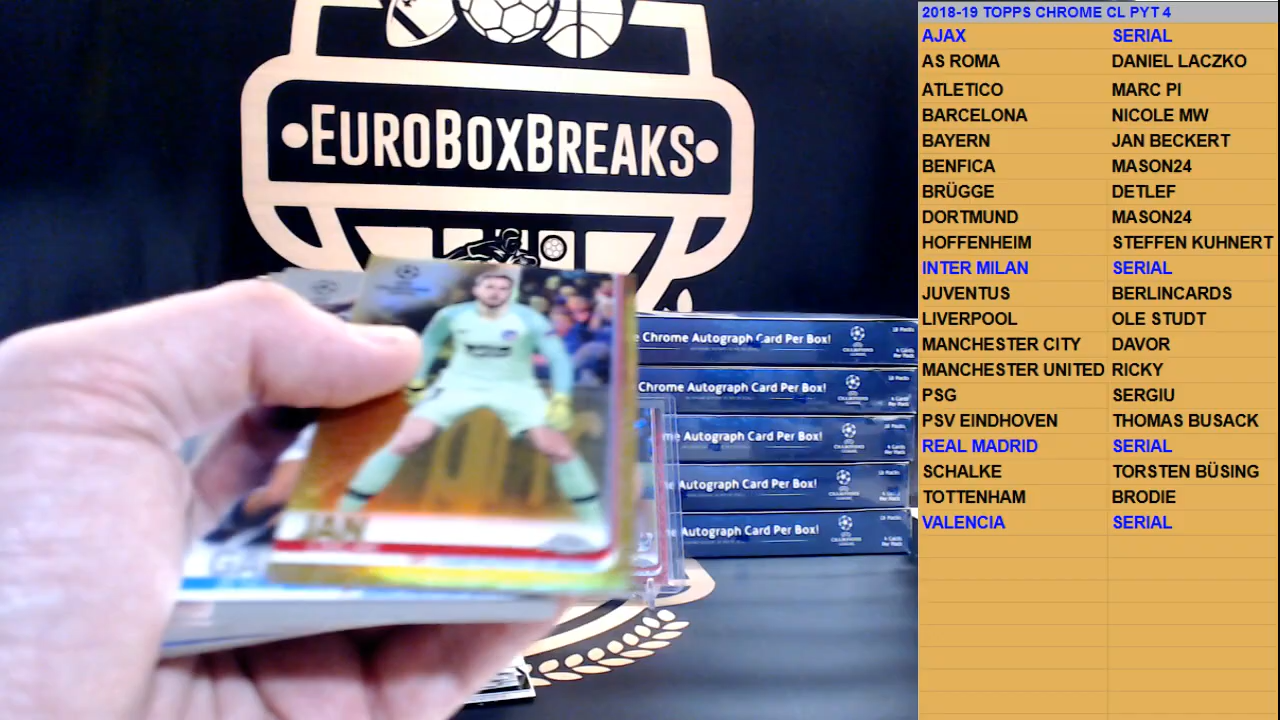 EUROBOXBREAKS
JAN
e Chrome Autograph Card Per Box!
Chrome Autograph Card Per Box!
me Autograph Card Per Box!
Autograph Card Per Box!
Autograph Card Per Box!
2018-19 TOPPS CHROME CL PYT 4
AJAX SERIAL
AS ROMA DANIEL LACZKO
ATLETICO MARC PI
BARCELONA NICOLE MW
BAYERN JAN BECKERT
BENFICA MASON24
BRÜGGE DETLEF
DORTMUND MASON24
HOFFENHEIM STEFFEN KUHNERT
INTER MILAN SERIAL
JUVENTUS BERLINCARDS
LIVERPOOL OLE STUDT
MANCHESTER CITY DAVOR
MANCHESTER UNITED RICKY
PSG SERGIU
PSV EINDHOVEN THOMAS BUSACK
REAL MADRID SERIAL
SCHALKE TORSTEN BÜSING
TOTTENHAM BRODIE
VALENCIA SERIAL